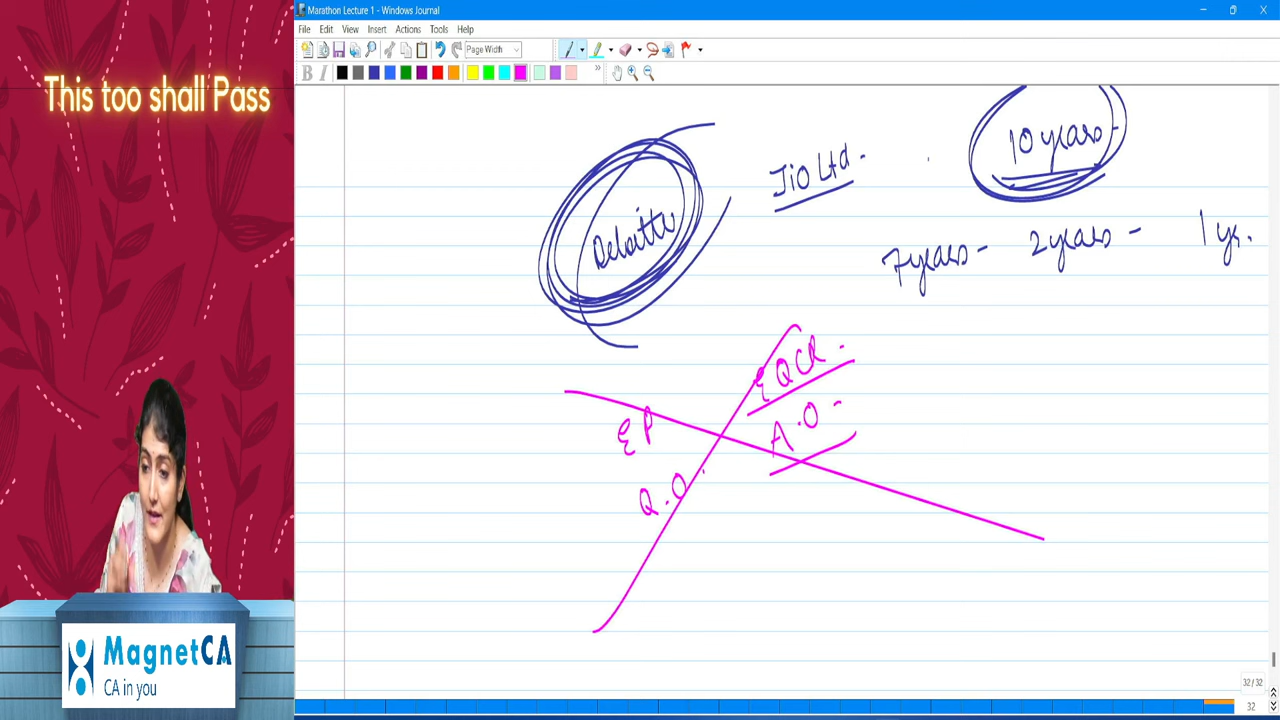 This too shall Pass
MagnetCA
CA in you
Marathon Lecture 1 - Windows Journal
File Edit View Insert Actions Tools Help
Page Width
B I
Deloitte
Jio Ltd.
10 years
7 years - 2 years - 1 yr.
EP
Q.O.
EQCR.
A.O -
32 / 32
32